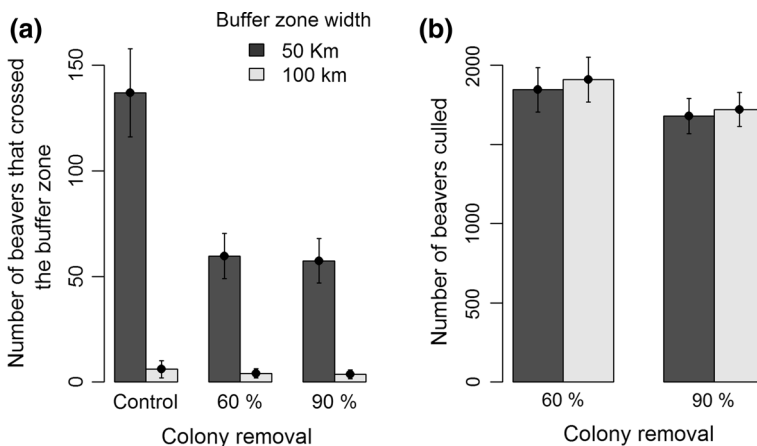 (a)
Buffer zone width
50 Km
100 km
Number of beavers that crossed
the buffer zone
150
100
50
0
Control
60 %
90 %
Colony removal
(b)
Number of beavers culled
2000
1000
500
0
60 %
90 %
Colony removal